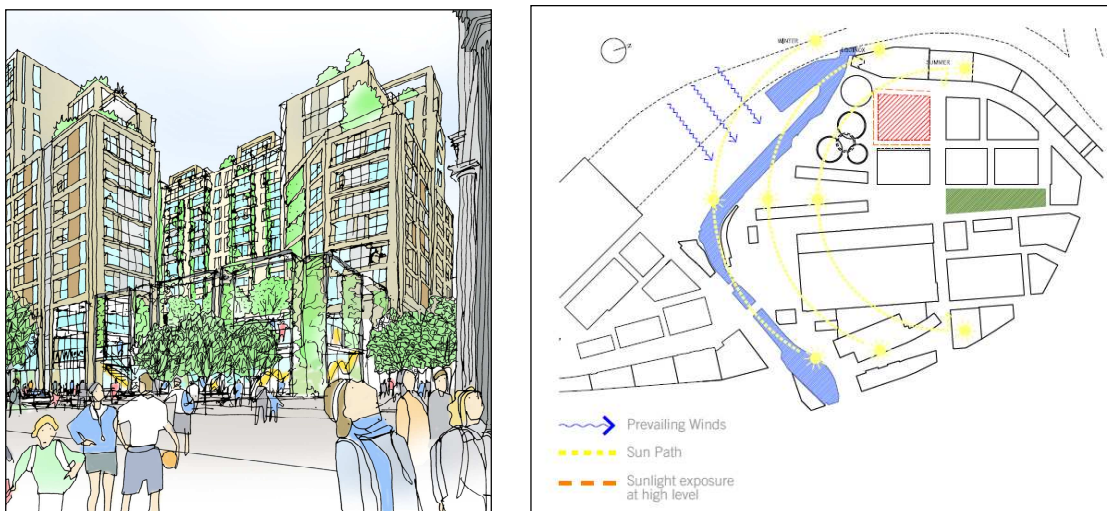 WINTER
EQUINOX
SUMMER
N
Prevailing Winds
Sun Path
Sunlight exposure
at high level